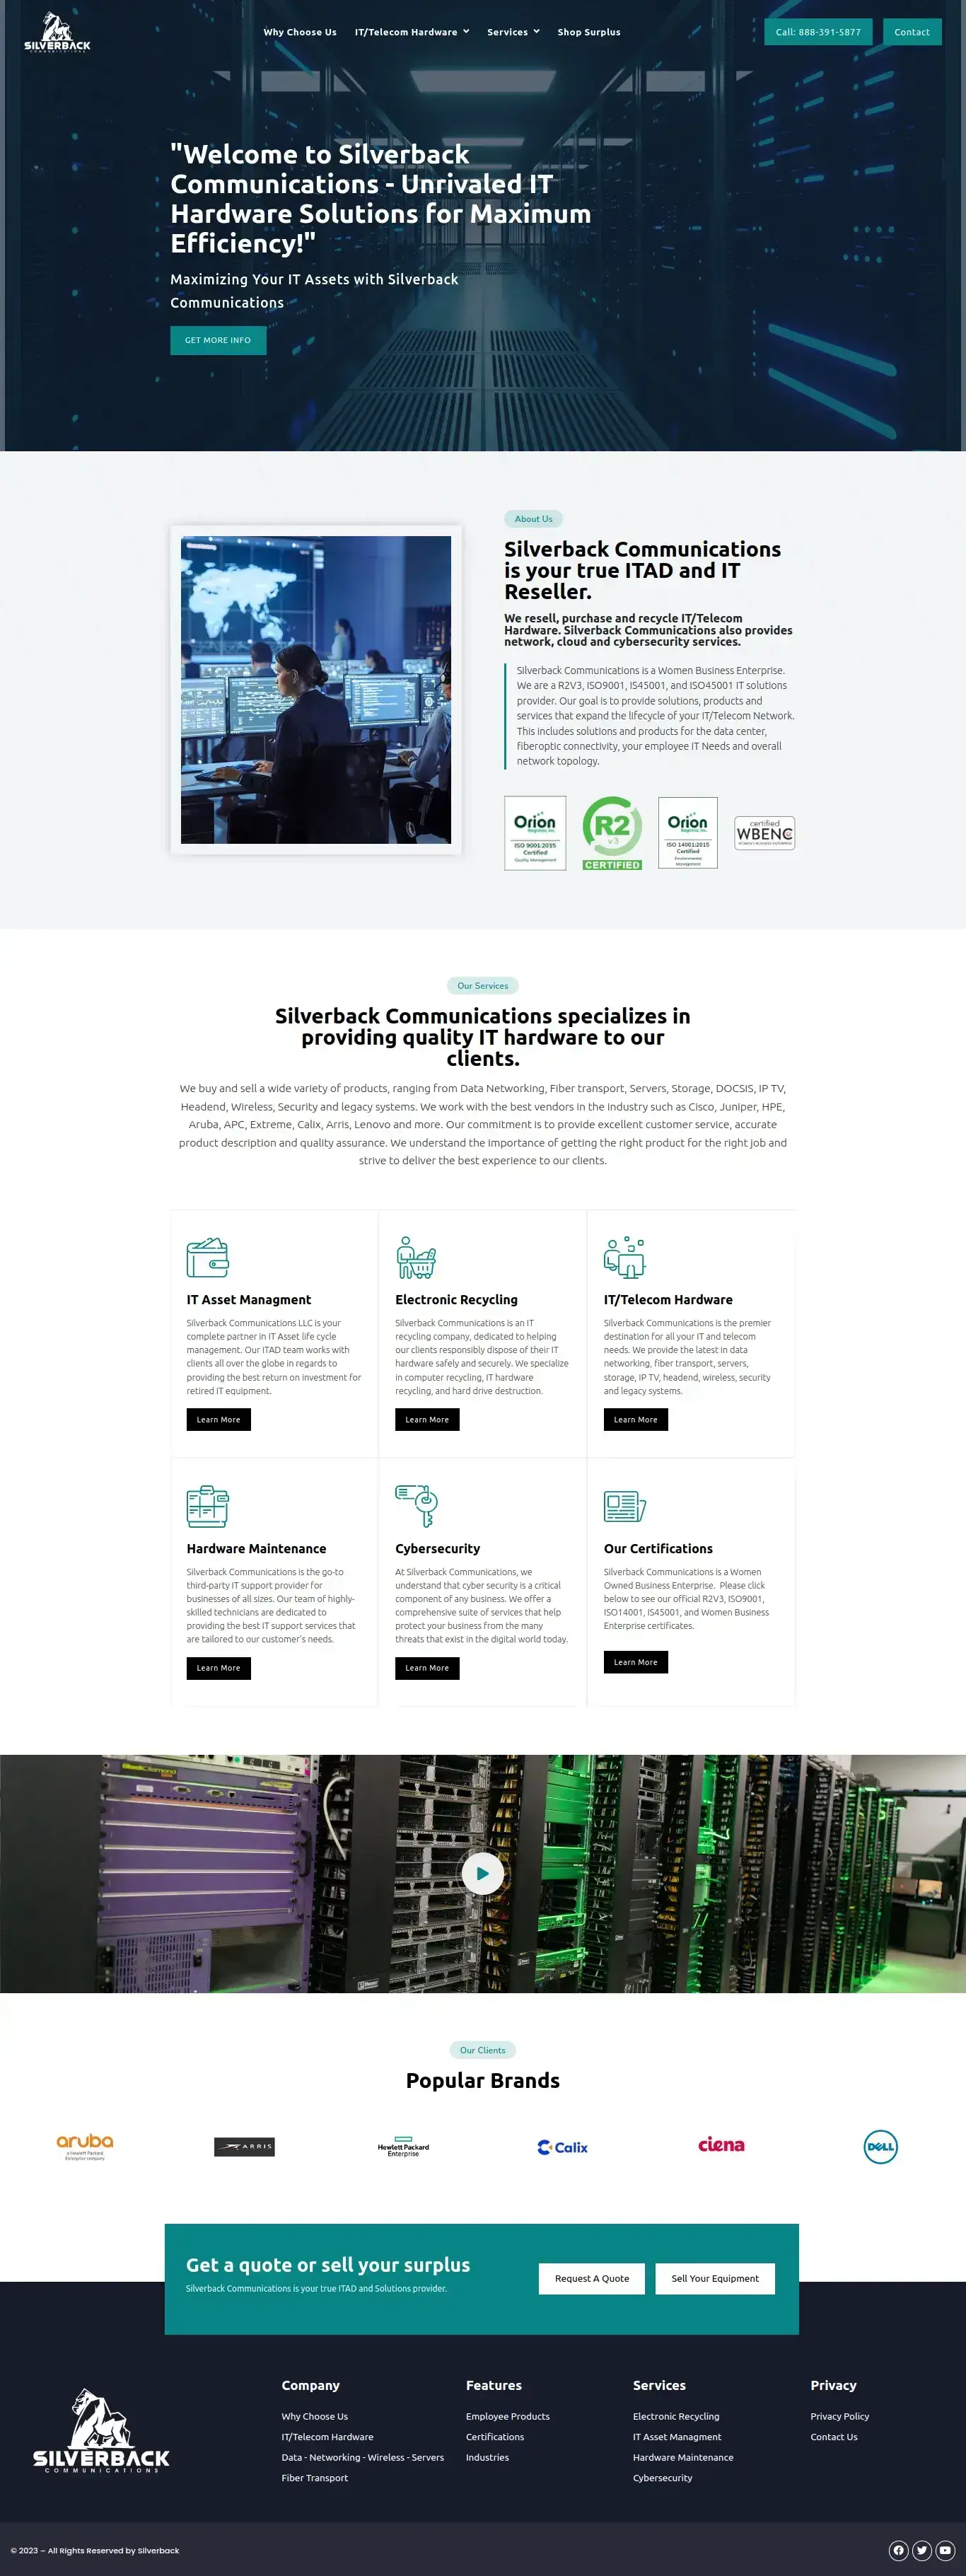 SILVERBACK
COMMUNICATIONS
Why Choose Us
IT/Telecom Hardware
Services
Shop Surplus
Call: 888-391-5877
Contact
"Welcome to Silverback
Communications - Unrivaled IT
Hardware Solutions for Maximum
Efficiency!"
Maximizing Your IT Assets with Silverback
Communications
GET MORE INFO
About Us
Silverback Communications
is your true ITAD and IT
Reseller.
We resell, purchase and recycle IT/Telecom
Hardware. Silverback Communications also provides
network, cloud and cybersecurity services.
Silverback Communications is a Women Business Enterprise.
We are a R2V3, ISO9001, IS45001, and ISO45001 IT solutions
provider. Our goal is to provide solutions, products and
services that expand the lifecycle of your IT/Telecom Network.
This includes solutions and products for the data center,
fiberoptic connectivity, your employee IT Needs and overall
network topology.
Orion
Registrar, Inc.
ISO 9001:2015
Certified
Quality Management
R2
v3
CERTIFIED
Orion
Registrar, Inc.
ISO 14001:2015
Certified
Environmental
Management
certified
WBENC
WOMEN'S BUSINESS ENTERPRISE
Our Services
Silverback Communications specializes in
providing quality IT hardware to our
clients.
We buy and sell a wide variety of products, ranging from Data Networking, Fiber transport, Servers, Storage, DOCSIS, IP TV,
Headend, Wireless, Security and legacy systems. We work with the best vendors in the industry such as Cisco, Juniper, HPE,
Aruba, APC, Extreme, Calix, Arris, Lenovo and more. Our commitment is to provide excellent customer service, accurate
product description and quality assurance. We understand the importance of getting the right product for the right job and
strive to deliver the best experience to our clients.
IT Asset Managment
Silverback Communications LLC is your
complete partner in IT Asset life cycle
management. Our ITAD team works with
clients all over the globe in regards to
providing the best return on investment for
retired IT equipment.
Learn More
Electronic Recycling
Silverback Communications is an IT
recycling company, dedicated to helping
our clients responsibly dispose of their IT
hardware safely and securely. We specialize
in computer recycling, IT hardware
recycling, and hard drive destruction.
Learn More
IT/Telecom Hardware
Silverback Communications is the premier
destination for all your IT and telecom
needs. We provide the latest in data
networking, fiber transport, servers,
storage, IP TV, headend, wireless, security
and legacy systems.
Learn More
Hardware Maintenance
Silverback Communications is the go-to
third-party IT support provider for
businesses of all sizes. Our team of highly-
skilled technicians are dedicated to
providing the best IT support services that
are tailored to our customer's needs.
Learn More
Cybersecurity
At Silverback Communications, we
understand that cyber security is a critical
component of any business. We offer a
comprehensive suite of services that help
protect your business from the many
threats that exist in the digital world today.
Learn More
Our Certifications
Silverback Communications is a Women
Owned Business Enterprise. Please click
below to see our official R2V3, ISO9001,
ISO14001, IS45001, and Women Business
Enterprise certificates.
Learn More
BlackDiamond
Our Clients
Popular Brands
aruba
a Hewlett Packard
Enterprise company
ARRIS
Hewlett Packard
Enterprise
Calix
ciena
DELL
Get a quote or sell your surplus
Silverback Communications is your true ITAD and Solutions provider.
Request A Quote
Sell Your Equipment
SILVERBACK
COMMUNICATIONS
Company
Why Choose Us
IT/Telecom Hardware
Data - Networking - Wireless - Servers
Fiber Transport
Features
Employee Products
Certifications
Industries
Services
Electronic Recycling
IT Asset Managment
Hardware Maintenance
Cybersecurity
Privacy
Privacy Policy
Contact Us
© 2023 – All Rights Reserved by Silverback